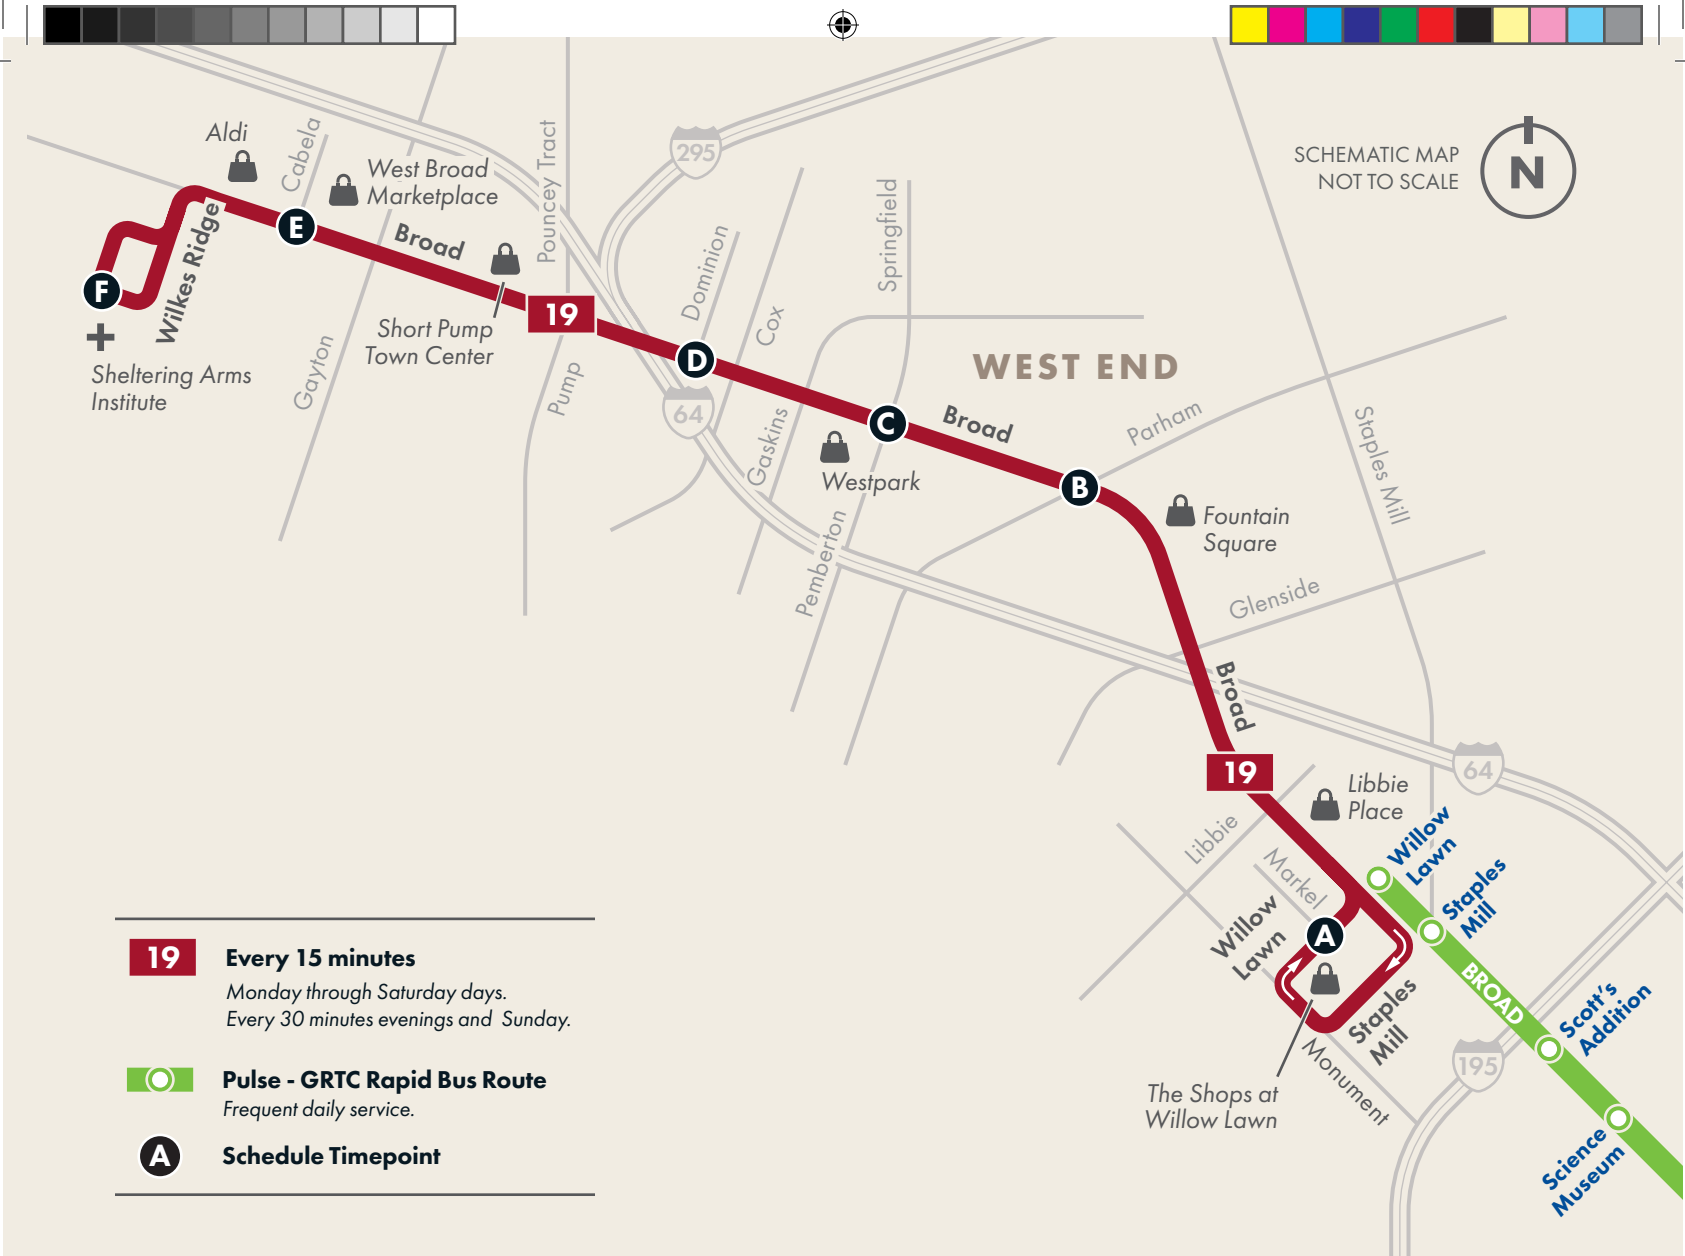 SCHEMATIC MAP
NOT TO SCALE
N
Aldi
Cabela
West Broad
Marketplace
Pouncey Tract
295
Springfield
Dominion
Cox
E
Broad
F
Wilkes Ridge
Sheltering Arms
Institute
Gayton
Short Pump
Town Center
19
Pump
D
64
WEST END
Gaskins
C
Westpark
Broad
Parham
Staples Mill
B
Fountain
Square
Pemberton
Glenside
Broad
19
64
Libbie
Place
Libbie
Markel
Willow
Lawn
Staples
Mill
Willow
Lawn
A
BROAD
Staples
Mill
Scott's
Addition
Monument
195
The Shops at
Willow Lawn
Science
Museum
19
Every 15 minutes
Monday through Saturday days.
Every 30 minutes evenings and Sunday.
Pulse - GRTC Rapid Bus Route
Frequent daily service.
A
Schedule Timepoint